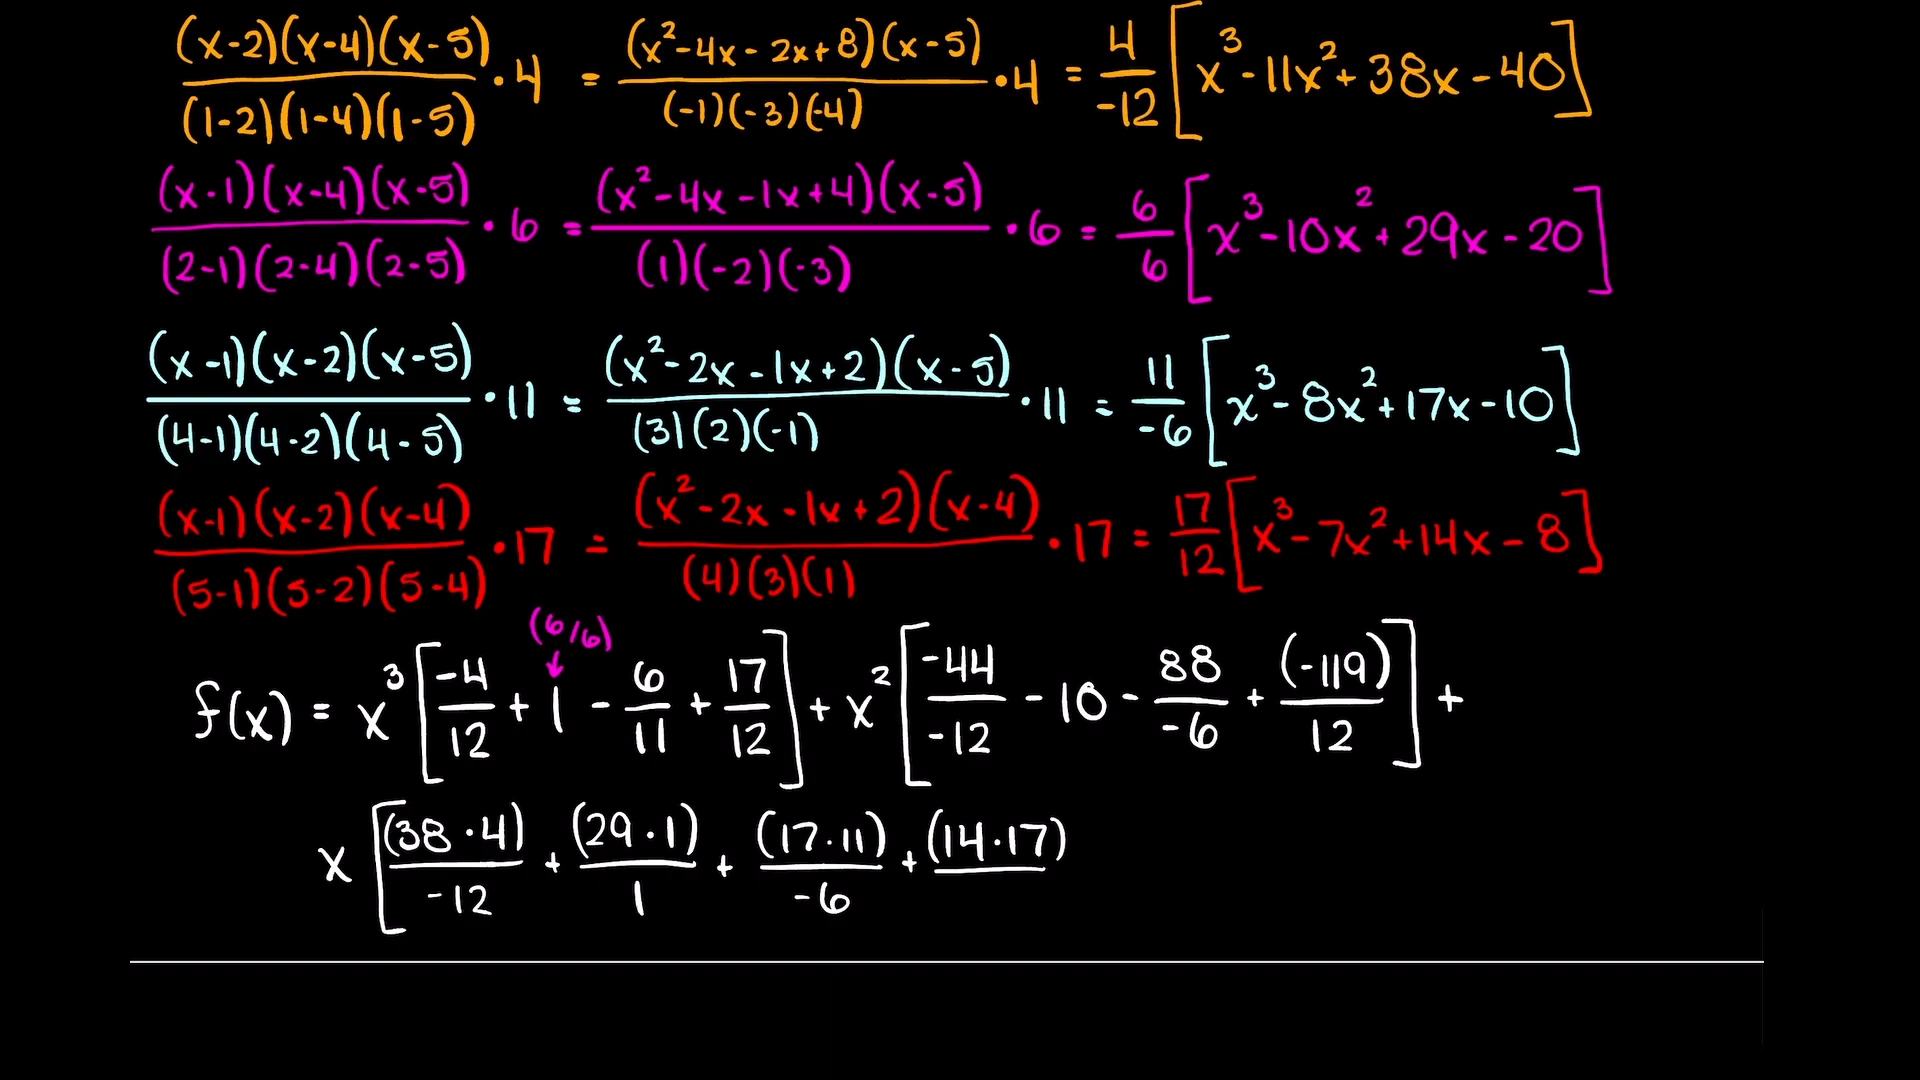 (x-2)(x-4)(x-5)/(1-2)(1-4)(1-5) · 4 = (x²-4x-2x+8)(x-5)/(-1)(-3)(-4) · 4 = 4/-12 [x³-11x²+38x-40]
(x-1)(x-4)(x-5)/(2-1)(2-4)(2-5) · 6 = (x²-4x-1x+4)(x-5)/(1)(-2)(-3) · 6 = 6/6 [x³-10x²+29x-20]
(x-1)(x-2)(x-5)/(4-1)(4-2)(4-5) · 11 = (x²-2x-1x+2)(x-5)/(3)(2)(-1) · 11 = 11/-6 [x³-8x²+17x-10]
(x-1)(x-2)(x-4)/(5-1)(5-2)(5-4) · 17 = (x²-2x-1x+2)(x-4)/(4)(3)(1) · 17 = 17/12 [x³-7x²+14x-8]
(6/6)
f(x) = x³ [-4/12 + 1 - 6/11 + 17/12] + x² [-44/-12 - 10 - 88/-6 + (-119)/12] +
x [(38·4)/-12 + (29·1)/1 + (17·11)/-6 + (14·17)/